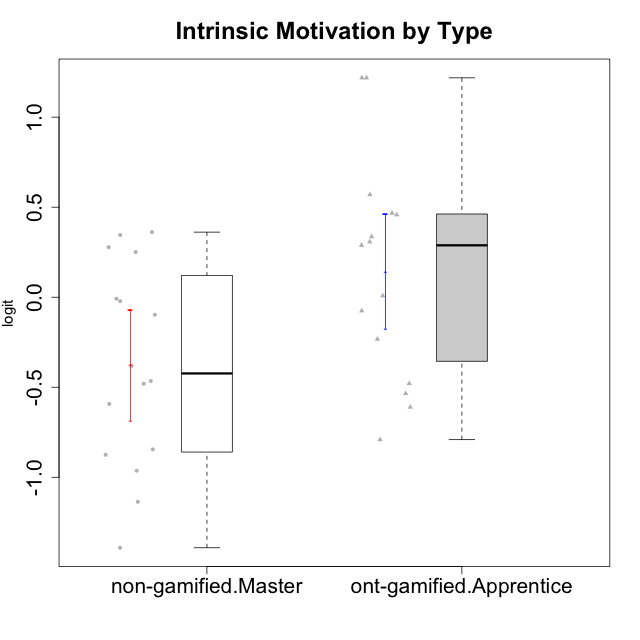 Intrinsic Motivation by Type
1.0
0.5
0.0
-0.5
-1.0
logit
non-gamified.Master
ont-gamified.Apprentice